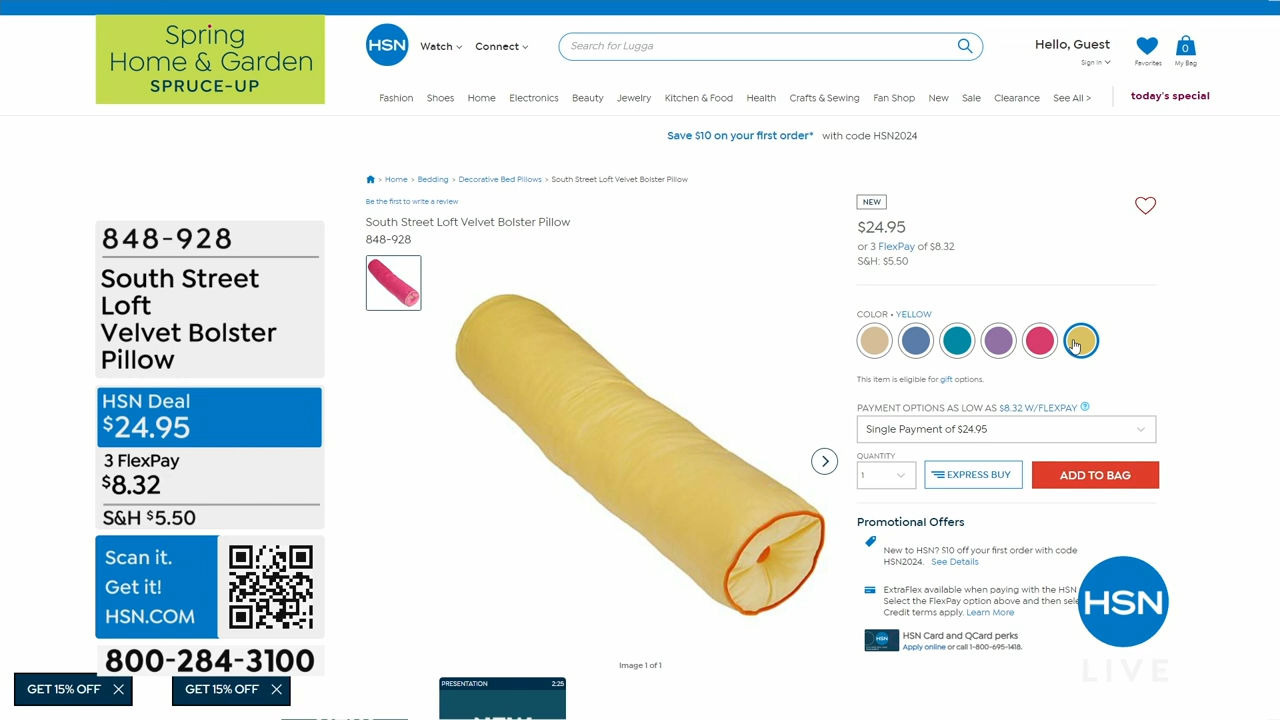 Spring
Home & Garden
SPRUCE-UP
HSN
Watch
Connect
Search for Lugga
Hello, Guest
Sign In
Favorites
0
My Bag
Fashion
Shoes
Home
Electronics
Beauty
Jewelry
Kitchen & Food
Health
Crafts & Sewing
Fan Shop
New
Sale
Clearance
See All >
today's special
Save $10 on your first order* with code HSN2024
> Home > Bedding > Decorative Bed Pillows > South Street Loft Velvet Bolster Pillow
Be the first to write a review
South Street Loft Velvet Bolster Pillow
848-928
848-928
South Street
Loft
Velvet Bolster
Pillow
HSN Deal
$24.95
3 FlexPay
$8.32
S&H $5.50
Scan it.
Get it!
HSN.COM
800-284-3100
GET 15% OFF
GET 15% OFF
NEW
$24.95
or 3 FlexPay of $8.32
S&H: $5.50
COLOR • YELLOW
This item is eligible for gift options.
PAYMENT OPTIONS AS LOW AS $8.32 W/FLEXPAY
Single Payment of $24.95
QUANTITY
1
EXPRESS BUY
ADD TO BAG
Promotional Offers
New to HSN? $10 off your first order with code
HSN2024. See Details
ExtraFlex available when paying with the HSN
Select the FlexPay option above and then sele
Credit terms apply. Learn More
HSN
HSN Card and QCard perks
Apply online or call 1-800-695-1418.
HSN
LIVE
Image 1 of 1
PRESENTATION
2:25